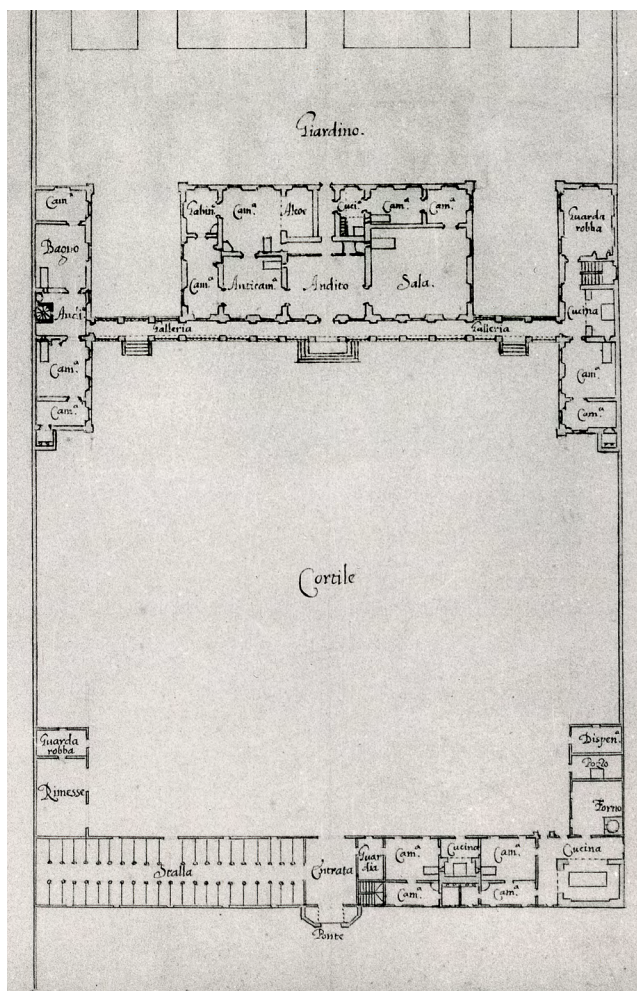 Giardino.
Cam.
Gabin.
Cam.ª
Alcov
Cuci.ª
Cam.ª
Cam.ª
Guarda
robba
Bagno
Cam.ª
Anticam.ª
Andito
Sala.
Andi.º
Cucina
Galleria
Galleria
Cam.ª
Cam.ª
Cam.ª
Cam.ª
Cortile
Guarda
robba
Dispen.ª
Rimesse
Forno
Stalla
Entrata
Guar
dia
Cam.ª
Cucina
Cam.ª
Cucina
Cam.ª
Cam.ª
Ponte